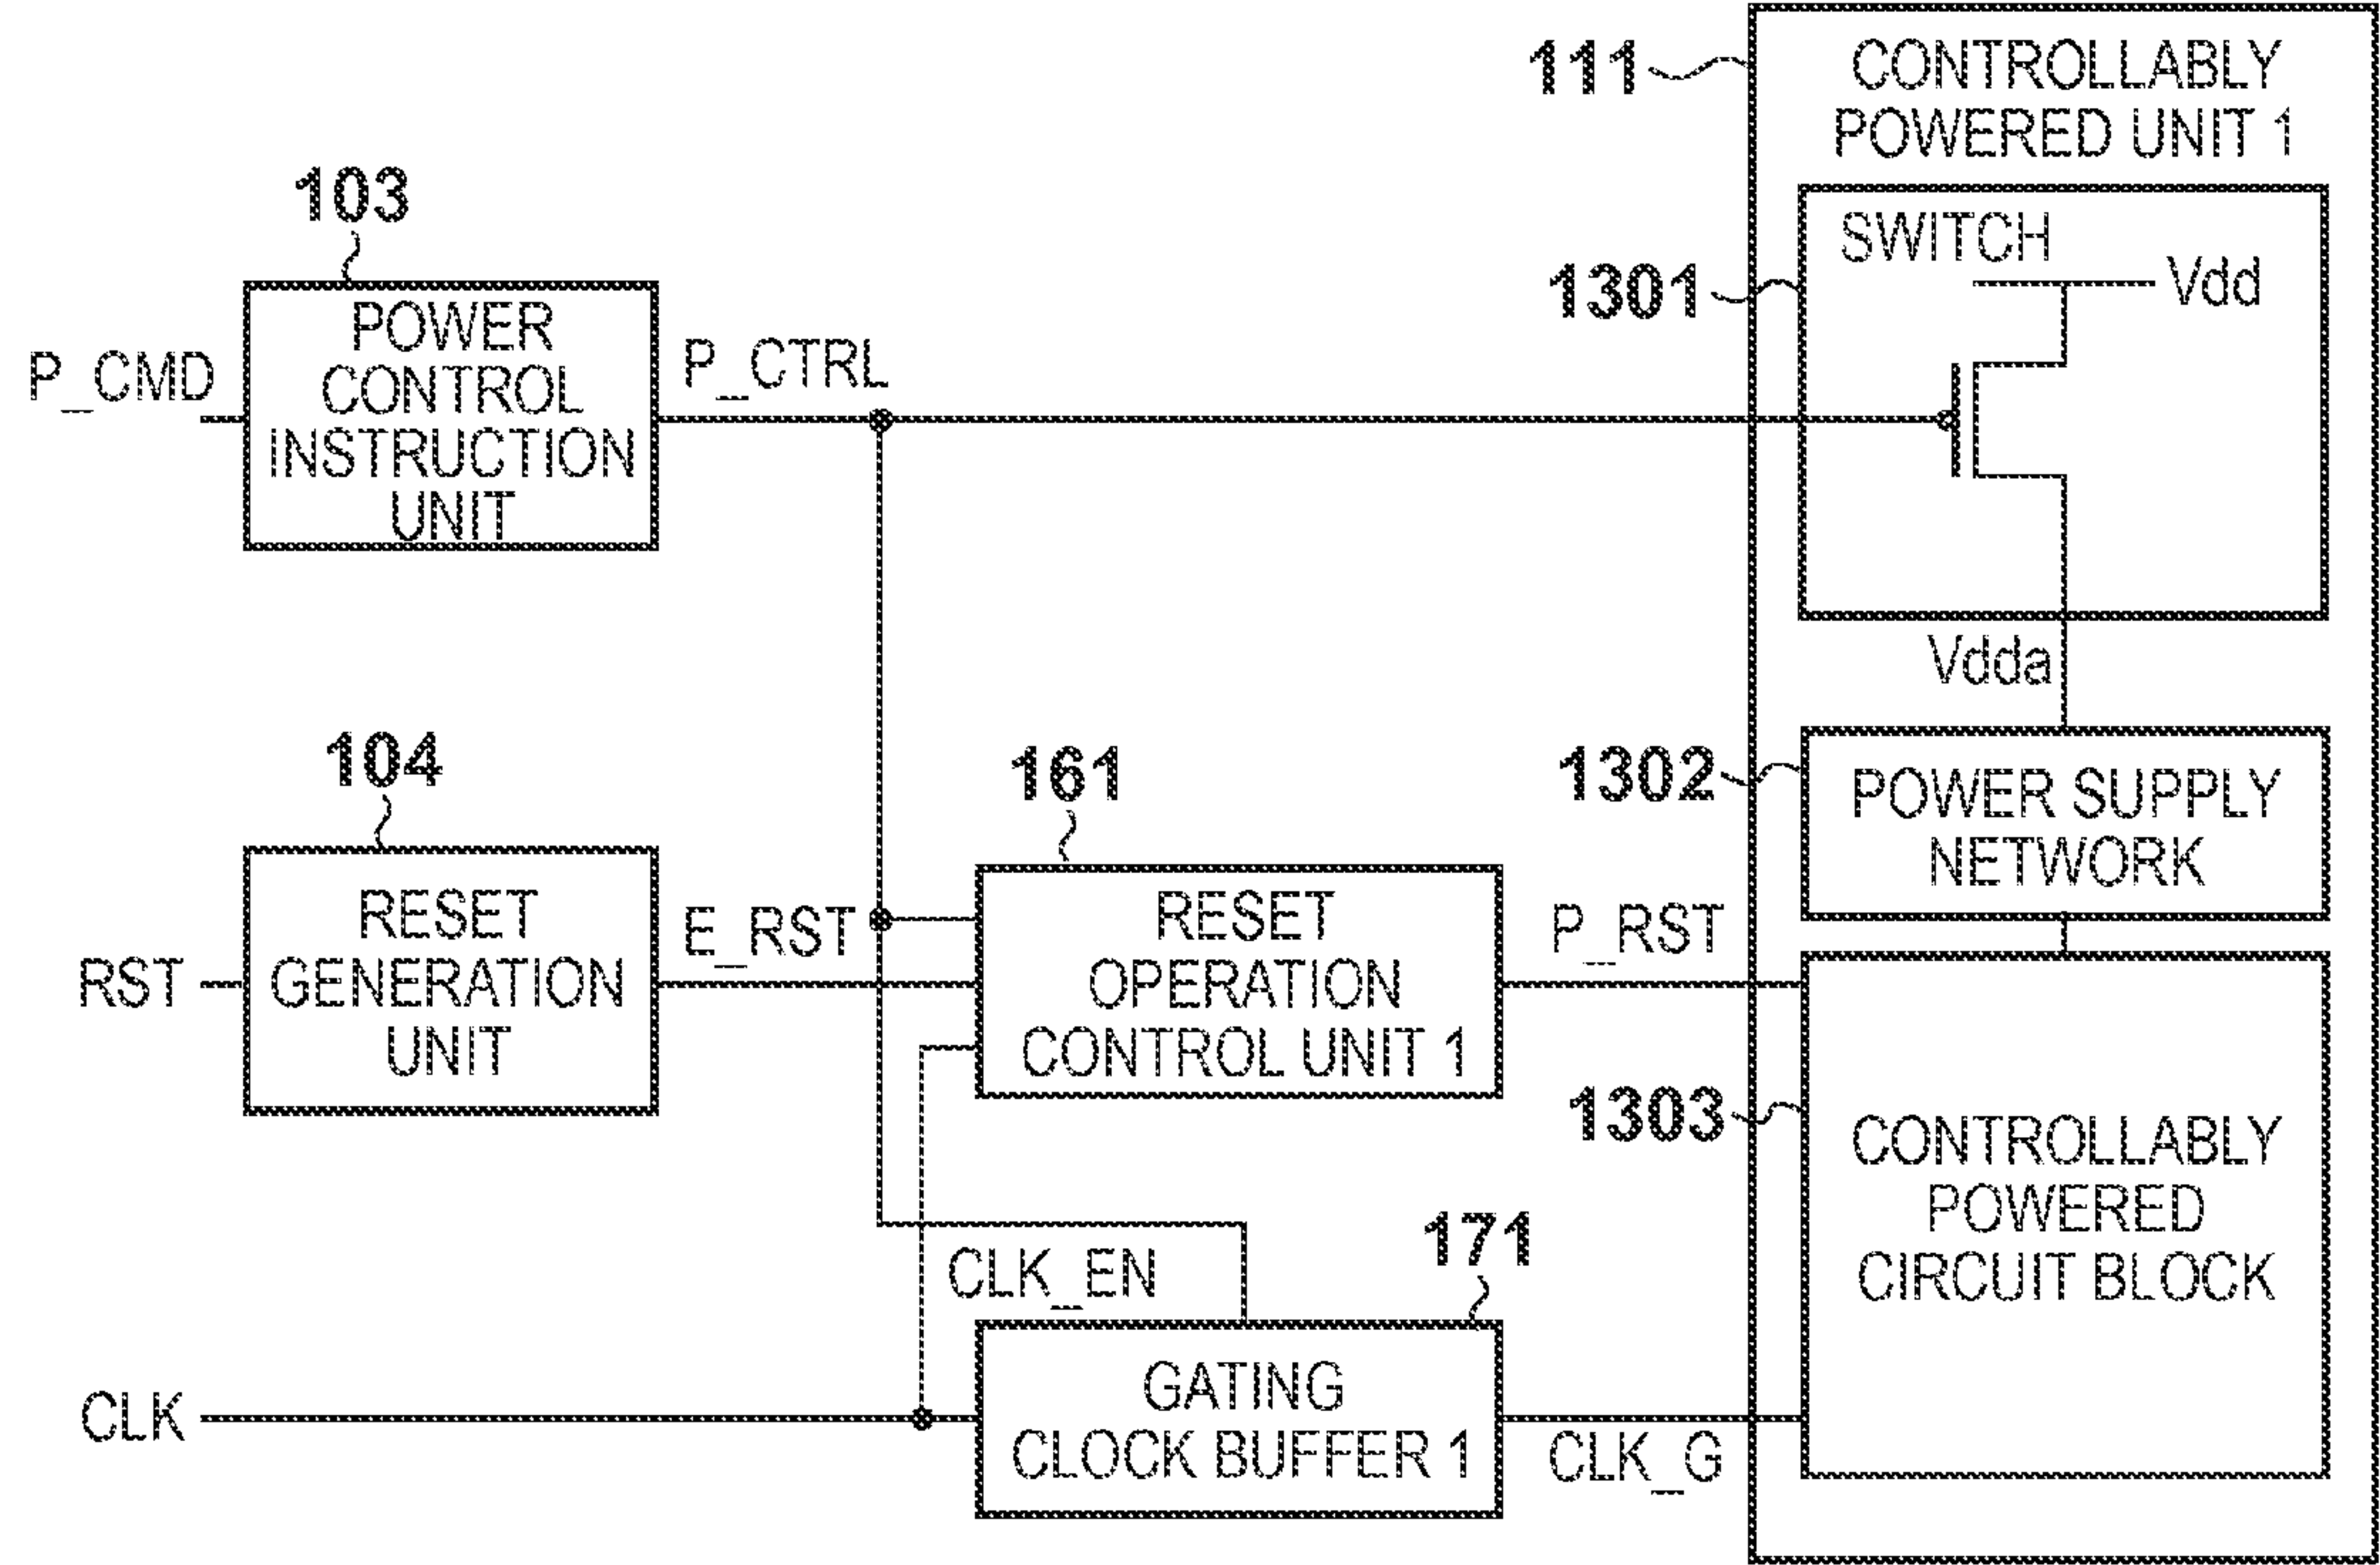 111
CONTROLLABLY
POWERED UNIT 1
103
SWITCH
1301
Vdd
P_CMD
POWER
CONTROL
INSTRUCTION
UNIT
P_CTRL
Vdda
104
161
1302
POWER SUPPLY
NETWORK
RST
RESET
GENERATION
UNIT
E_RST
RESET
OPERATION
CONTROL UNIT 1
P_RST
1303
CONTROLLABLY
POWERED
CIRCUIT BLOCK
CLK_EN
171
CLK
GATING
CLOCK BUFFER 1
CLK_G